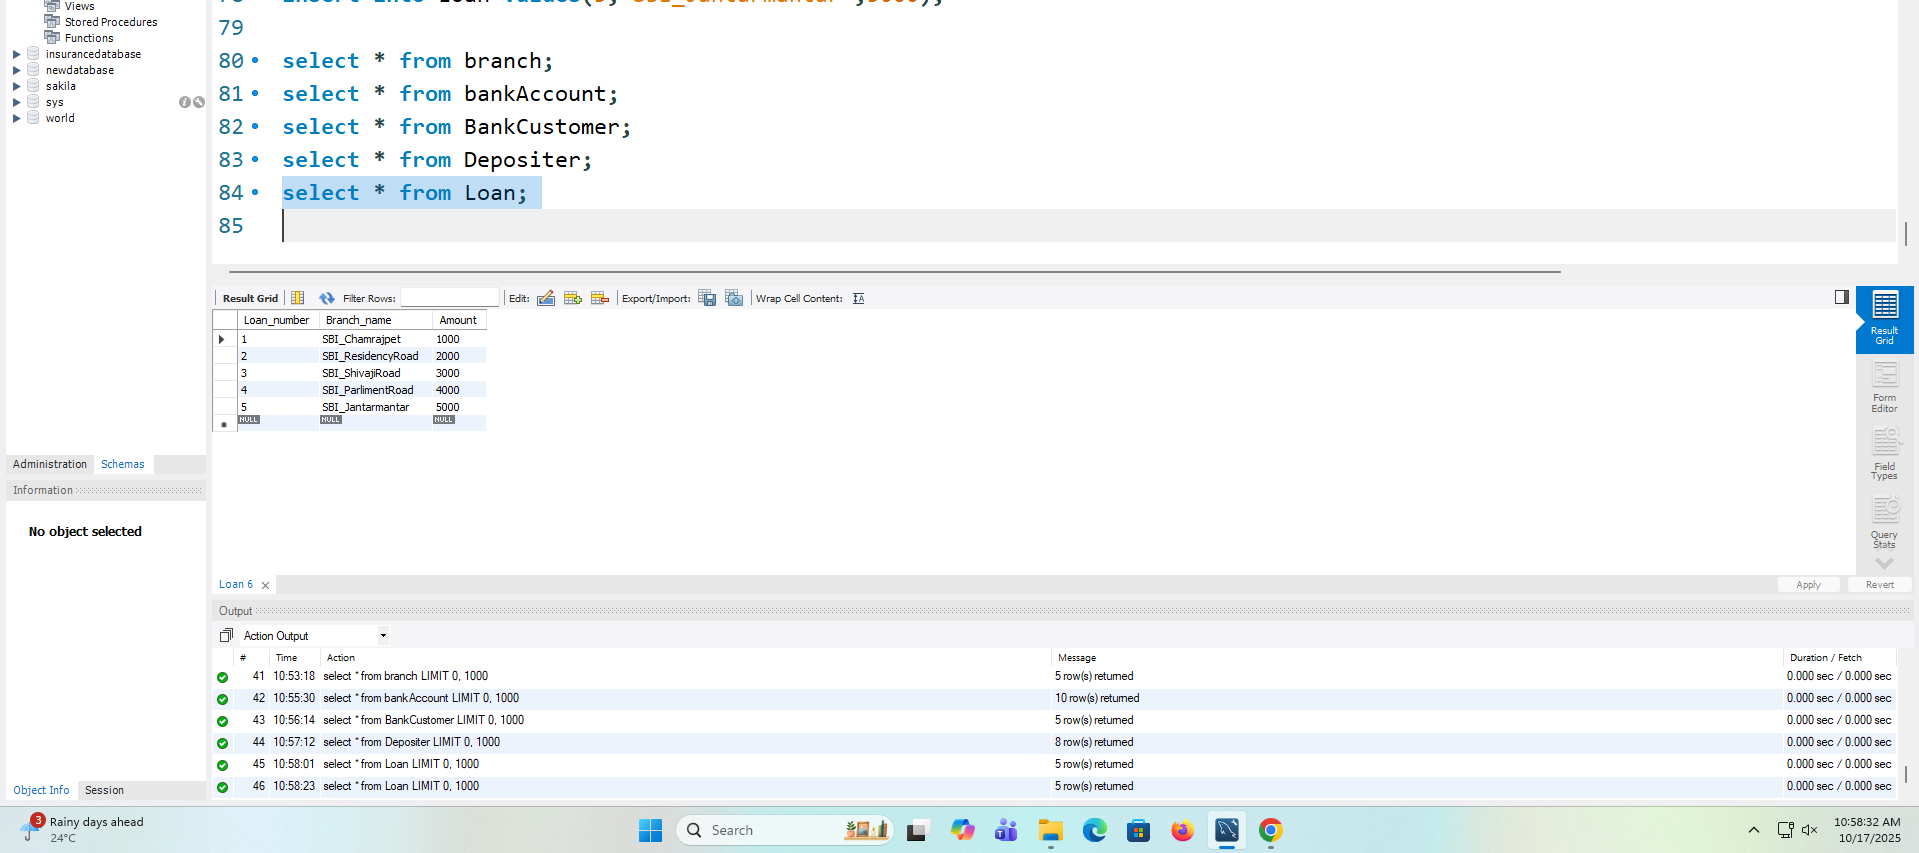 Views
Stored Procedures
Functions
insurancedatabase
newdatabase
sakila
sys
world
Administration Schemas
Information
No object selected
Object Info Session
79
80 select * from branch;
81 select * from bankAccount;
82 select * from BankCustomer;
83 select * from Depositer;
84 select * from Loan;
85
Result Grid Filter Rows: Edit: Export/Import: Wrap Cell Content:
Loan_number Branch_name Amount
1 SBI_Chamrajpet 1000
2 SBI_ResidencyRoad 2000
3 SBI_ShivajiRoad 3000
4 SBI_ParlimentRoad 4000
5 SBI_Jantarmantar 5000
NULL NULL NULL
Result
Grid
Form
Editor
Field
Types
Query
Stats
Loan 6 Apply Revert
Output
Action Output
# Time Action Message Duration / Fetch
41 10:53:18 select * from branch LIMIT 0, 1000 5 row(s) returned 0.000 sec / 0.000 sec
42 10:55:30 select * from bankAccount LIMIT 0, 1000 10 row(s) returned 0.000 sec / 0.000 sec
43 10:56:14 select * from BankCustomer LIMIT 0, 1000 5 row(s) returned 0.000 sec / 0.000 sec
44 10:57:12 select * from Depositer LIMIT 0, 1000 8 row(s) returned 0.000 sec / 0.000 sec
45 10:58:01 select * from Loan LIMIT 0, 1000 5 row(s) returned 0.000 sec / 0.000 sec
46 10:58:23 select * from Loan LIMIT 0, 1000 5 row(s) returned 0.000 sec / 0.000 sec
3 Rainy days ahead
24°C
Search
10:58:32 AM
10/17/2025